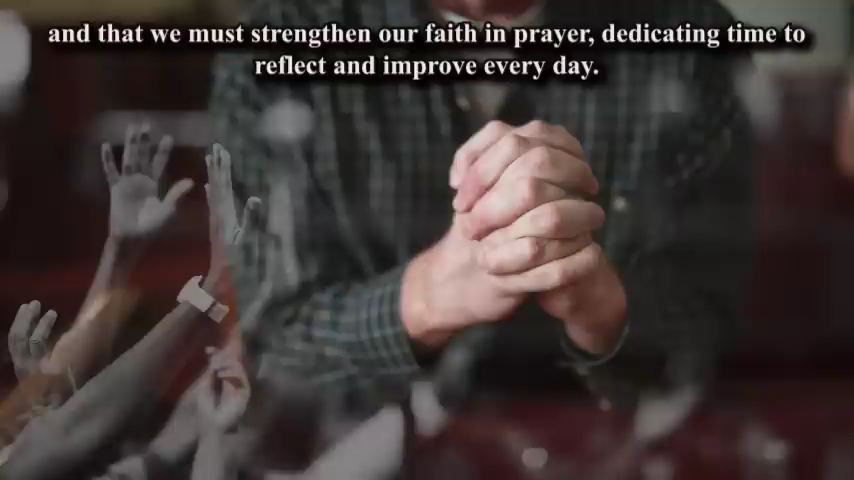 and that we must strengthen our faith in prayer, dedicating time to
reflect and improve every day.